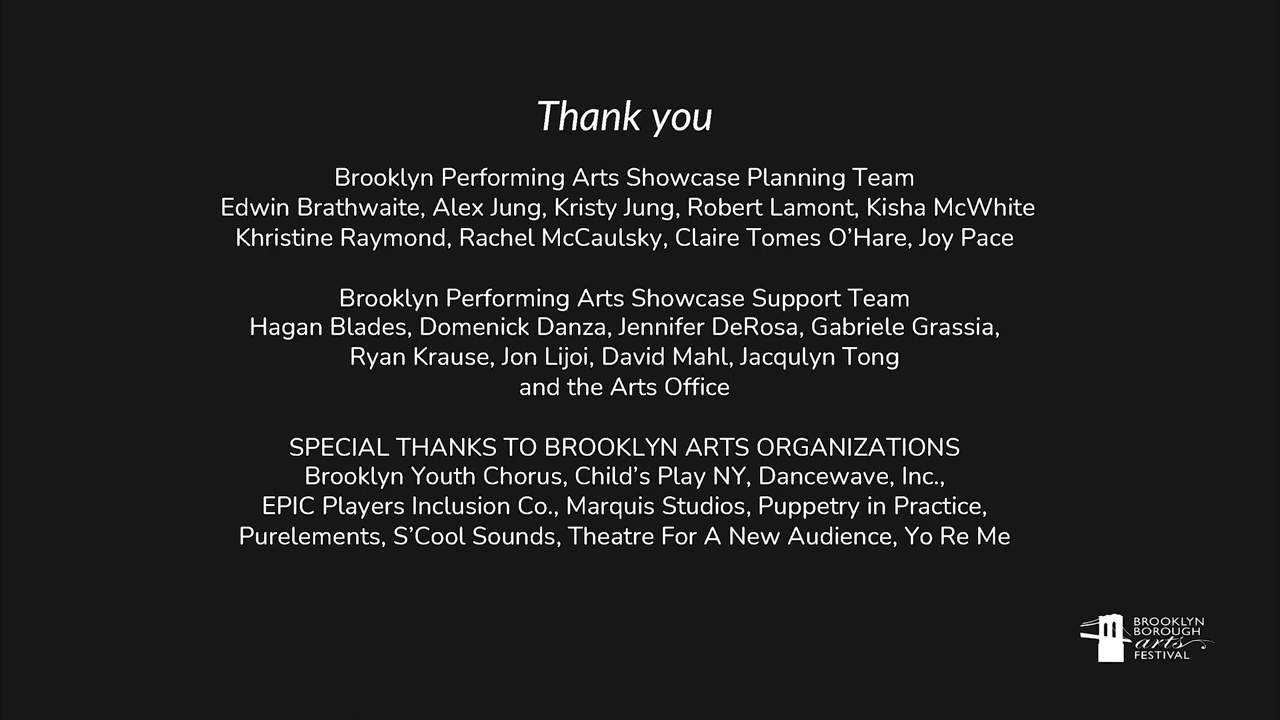 Thank you
Brooklyn Performing Arts Showcase Planning Team
Edwin Brathwaite, Alex Jung, Kristy Jung, Robert Lamont, Kisha McWhite
Khristine Raymond, Rachel McCaulsky, Claire Tomes O’Hare, Joy Pace
Brooklyn Performing Arts Showcase Support Team
Hagan Blades, Domenick Danza, Jennifer DeRosa, Gabriele Grassia,
Ryan Krause, Jon Lijoi, David Mahl, Jacqulyn Tong
and the Arts Office
SPECIAL THANKS TO BROOKLYN ARTS ORGANIZATIONS
Brooklyn Youth Chorus, Child’s Play NY, Dancewave, Inc.,
EPIC Players Inclusion Co., Marquis Studios, Puppetry in Practice,
Purelements, S’Cool Sounds, Theatre For A New Audience, Yo Re Me
BROOKLYN
BOROUGH
arts
FESTIVAL